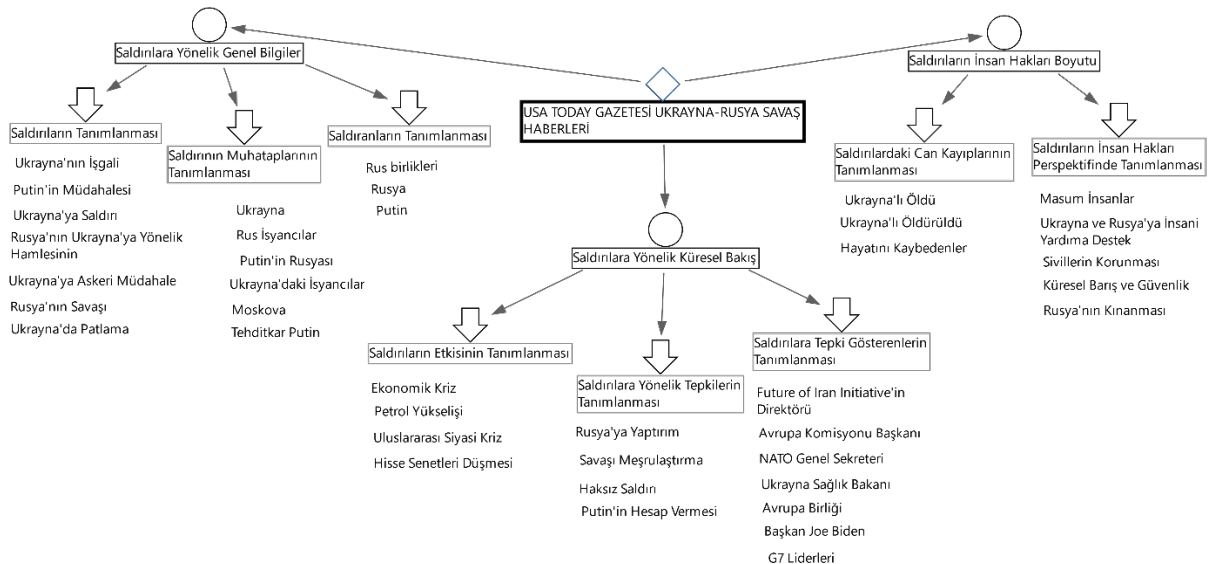 USA TODAY GAZETESİ UKRAYNA-RUSYA SAVAŞ
HABERLERİ
Saldırılara Yönelik Genel Bilgiler
Saldırıların Tanımlanması
Ukrayna'nın İşgali
Putin'in Müdahalesi
Ukrayna'ya Saldırı
Rusya'nın Ukrayna'ya Yönelik
Hamlesinin
Ukrayna'ya Askeri Müdahale
Rusya'nın Savaşı
Ukrayna'da Patlama
Saldırının Muhataplarının
Tanımlanması
Ukrayna
Rus İsyancılar
Putin'in Rusyası
Ukrayna'daki İsyancılar
Moskova
Tehditkar Putin
Saldıranların Tanımlanması
Rus birlikleri
Rusya
Putin
Saldırılara Yönelik Küresel Bakış
Saldırıların Etkisinin Tanımlanması
Ekonomik Kriz
Petrol Yükselişi
Uluslararası Siyasi Kriz
Hisse Senetleri Düşmesi
Saldırılara Yönelik Tepkilerin
Tanımlanması
Rusya'ya Yaptırım
Savaşı Meşrulaştırma
Haksız Saldırı
Putin'in Hesap Vermesi
Saldırılara Tepki Gösterenlerin
Tanımlanması
Future of Iran Initiative'in
Direktörü
Avrupa Komisyonu Başkanı
NATO Genel Sekreteri
Ukrayna Sağlık Bakanı
Avrupa Birliği
Başkan Joe Biden
G7 Liderleri
Saldırıların İnsan Hakları Boyutu
Saldırılardaki Can Kayıplarının
Tanımlanması
Ukrayna'lı Öldü
Ukrayna'lı Öldürüldü
Hayatını Kaybedenler
Saldırıların İnsan Hakları
Perspektifinde Tanımlanması
Masum İnsanlar
Ukrayna ve Rusya'ya İnsani
Yardıma Destek
Sivillerin Korunması
Küresel Barış ve Güvenlik
Rusya'nın Kınanması